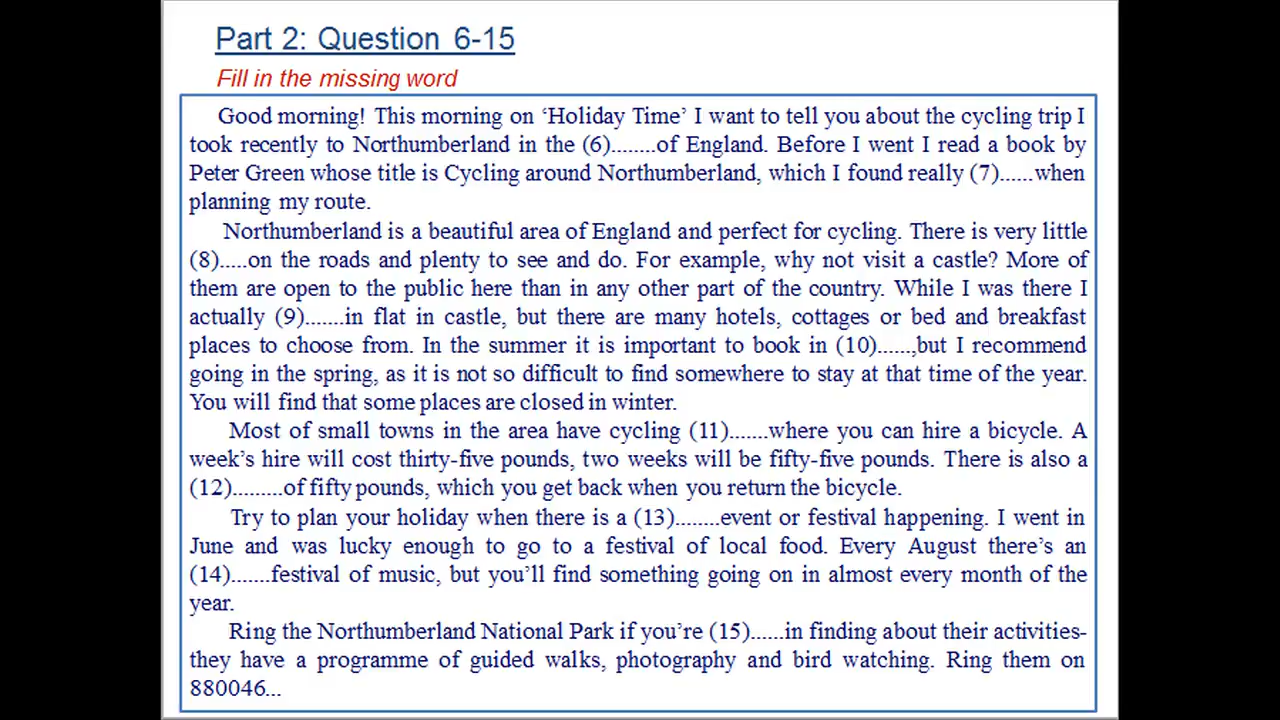 Part 2: Question 6-15
Fill in the missing word
Good morning! This morning on ‘Holiday Time’ I want to tell you about the cycling trip I
took recently to Northumberland in the (6)........of England. Before I went I read a book by
Peter Green whose title is Cycling around Northumberland, which I found really (7)......when
planning my route.
Northumberland is a beautiful area of England and perfect for cycling. There is very little
(8).....on the roads and plenty to see and do. For example, why not visit a castle? More of
them are open to the public here than in any other part of the country. While I was there I
actually (9).......in flat in castle, but there are many hotels, cottages or bed and breakfast
places to choose from. In the summer it is important to book in (10)......,but I recommend
going in the spring, as it is not so difficult to find somewhere to stay at that time of the year.
You will find that some places are closed in winter.
Most of small towns in the area have cycling (11).......where you can hire a bicycle. A
week’s hire will cost thirty-five pounds, two weeks will be fifty-five pounds. There is also a
(12).........of fifty pounds, which you get back when you return the bicycle.
Try to plan your holiday when there is a (13)........event or festival happening. I went in
June and was lucky enough to go to a festival of local food. Every August there’s an
(14).......festival of music, but you’ll find something going on in almost every month of the
year.
Ring the Northumberland National Park if you’re (15)......in finding about their activities-
they have a programme of guided walks, photography and bird watching. Ring them on
880046...